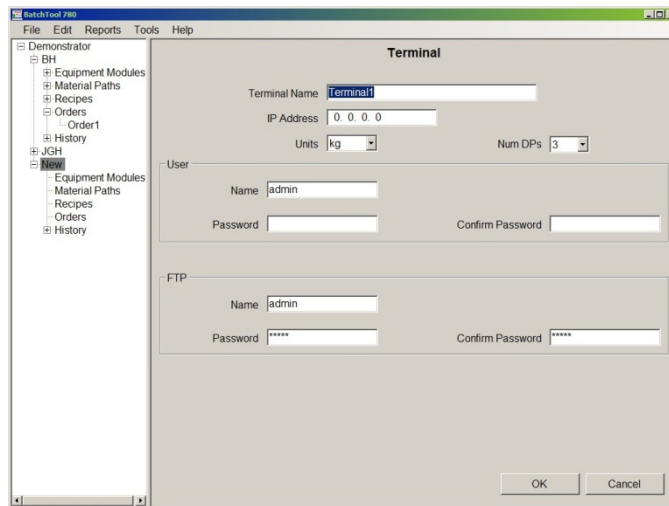 BatchTool 780
File Edit Reports Tools Help
Demonstrator
BH
Equipment Modules
Material Paths
Recipes
Orders
Order1
History
JGH
New
Equipment Modules
Material Paths
Recipes
Orders
History
Terminal
Terminal Name Terminal1
IP Address 0. 0. 0. 0
Units kg Num DPs 3
User
Name admin
Password Confirm Password
FTP
Name admin
Password ***** Confirm Password *****
OK Cancel